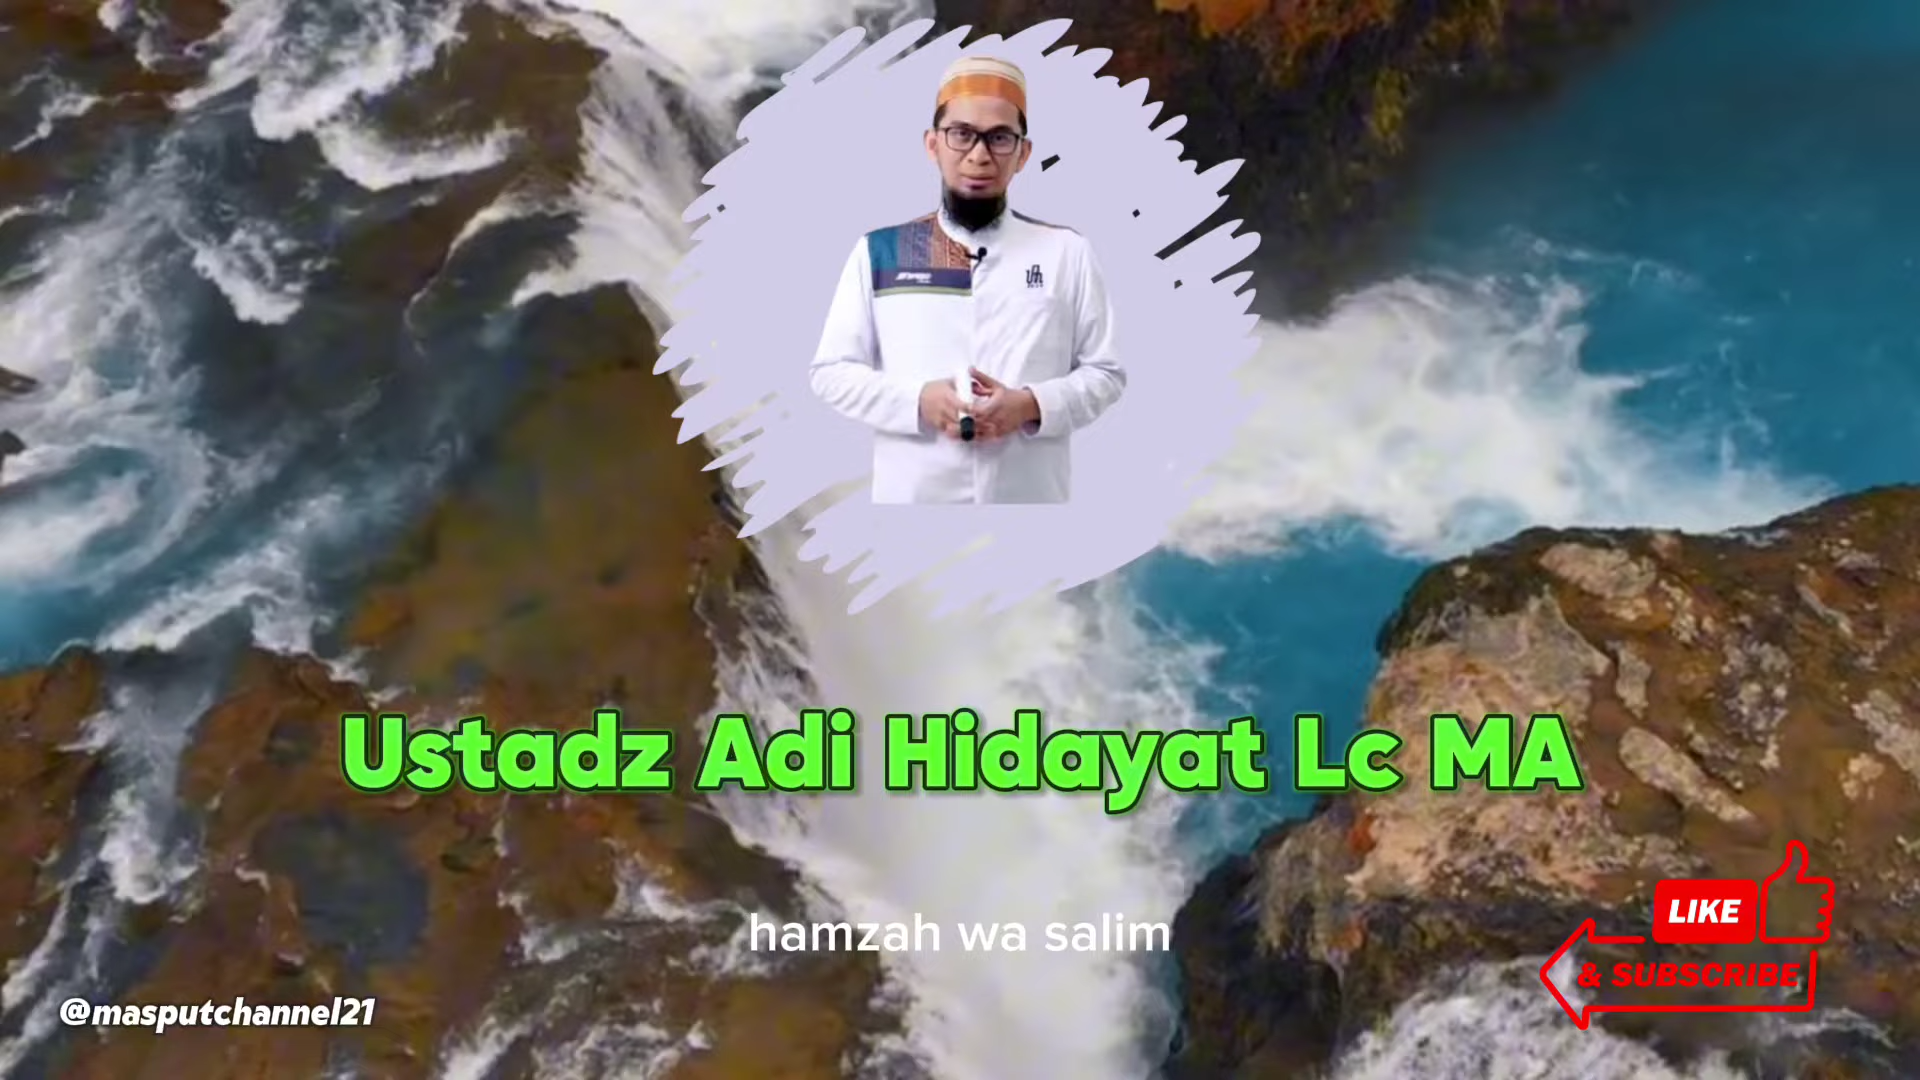 Ustadz Adi Hidayat Lc MA
hamzah wa salim
LIKE
& SUBSCRIBE
@masputchannel21